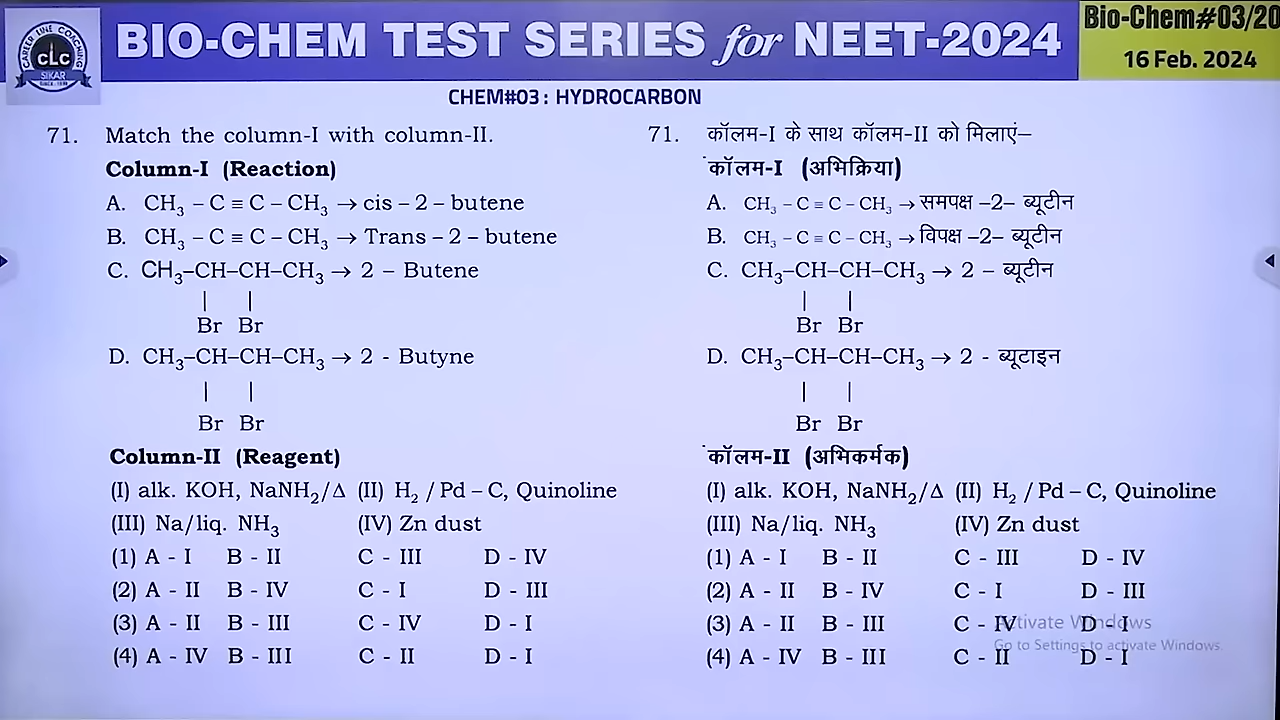 CAREER LINE COACHING
CLC
SIKAR
BIO-CHEM TEST SERIES for NEET-2024
Bio-Chem#03/20
16 Feb. 2024
CHEM#03 : HYDROCARBON
71. Match the column-I with column-II.
Column-I (Reaction)
A. CH₃ – C ≡ C – CH₃ → cis – 2 – butene
B. CH₃ – C ≡ C – CH₃ → Trans – 2 – butene
C. CH₃–CH–CH–CH₃ → 2 – Butene
| |
Br Br
D. CH₃–CH–CH–CH₃ → 2 - Butyne
| |
Br Br
Column-II (Reagent)
(I) alk. KOH, NaNH₂/Δ (II) H₂ / Pd – C, Quinoline
(III) Na/liq. NH₃ (IV) Zn dust
(1) A - I B - II C - III D - IV
(2) A - II B - IV C - I D - III
(3) A - II B - III C - IV D - I
(4) A - IV B - III C - II D - I
71. कॉलम-I के साथ कॉलम-II को मिलाएं–
कॉलम-I (अभिक्रिया)
A. CH₃ – C ≡ C – CH₃ → समपक्ष –2– ब्यूटीन
B. CH₃ – C ≡ C – CH₃ → विपक्ष –2– ब्यूटीन
C. CH₃–CH–CH–CH₃ → 2 – ब्यूटीन
| |
Br Br
D. CH₃–CH–CH–CH₃ → 2 - ब्यूटाइन
| |
Br Br
कॉलम-II (अभिकर्मक)
(I) alk. KOH, NaNH₂/Δ (II) H₂ / Pd – C, Quinoline
(III) Na/liq. NH₃ (IV) Zn dust
(1) A - I B - II C - III D - IV
(2) A - II B - IV C - I D - III
(3) A - II B - III C - IV D - I
(4) A - IV B - III C - II D - I
Activate Windows
Go to Settings to activate Windows.